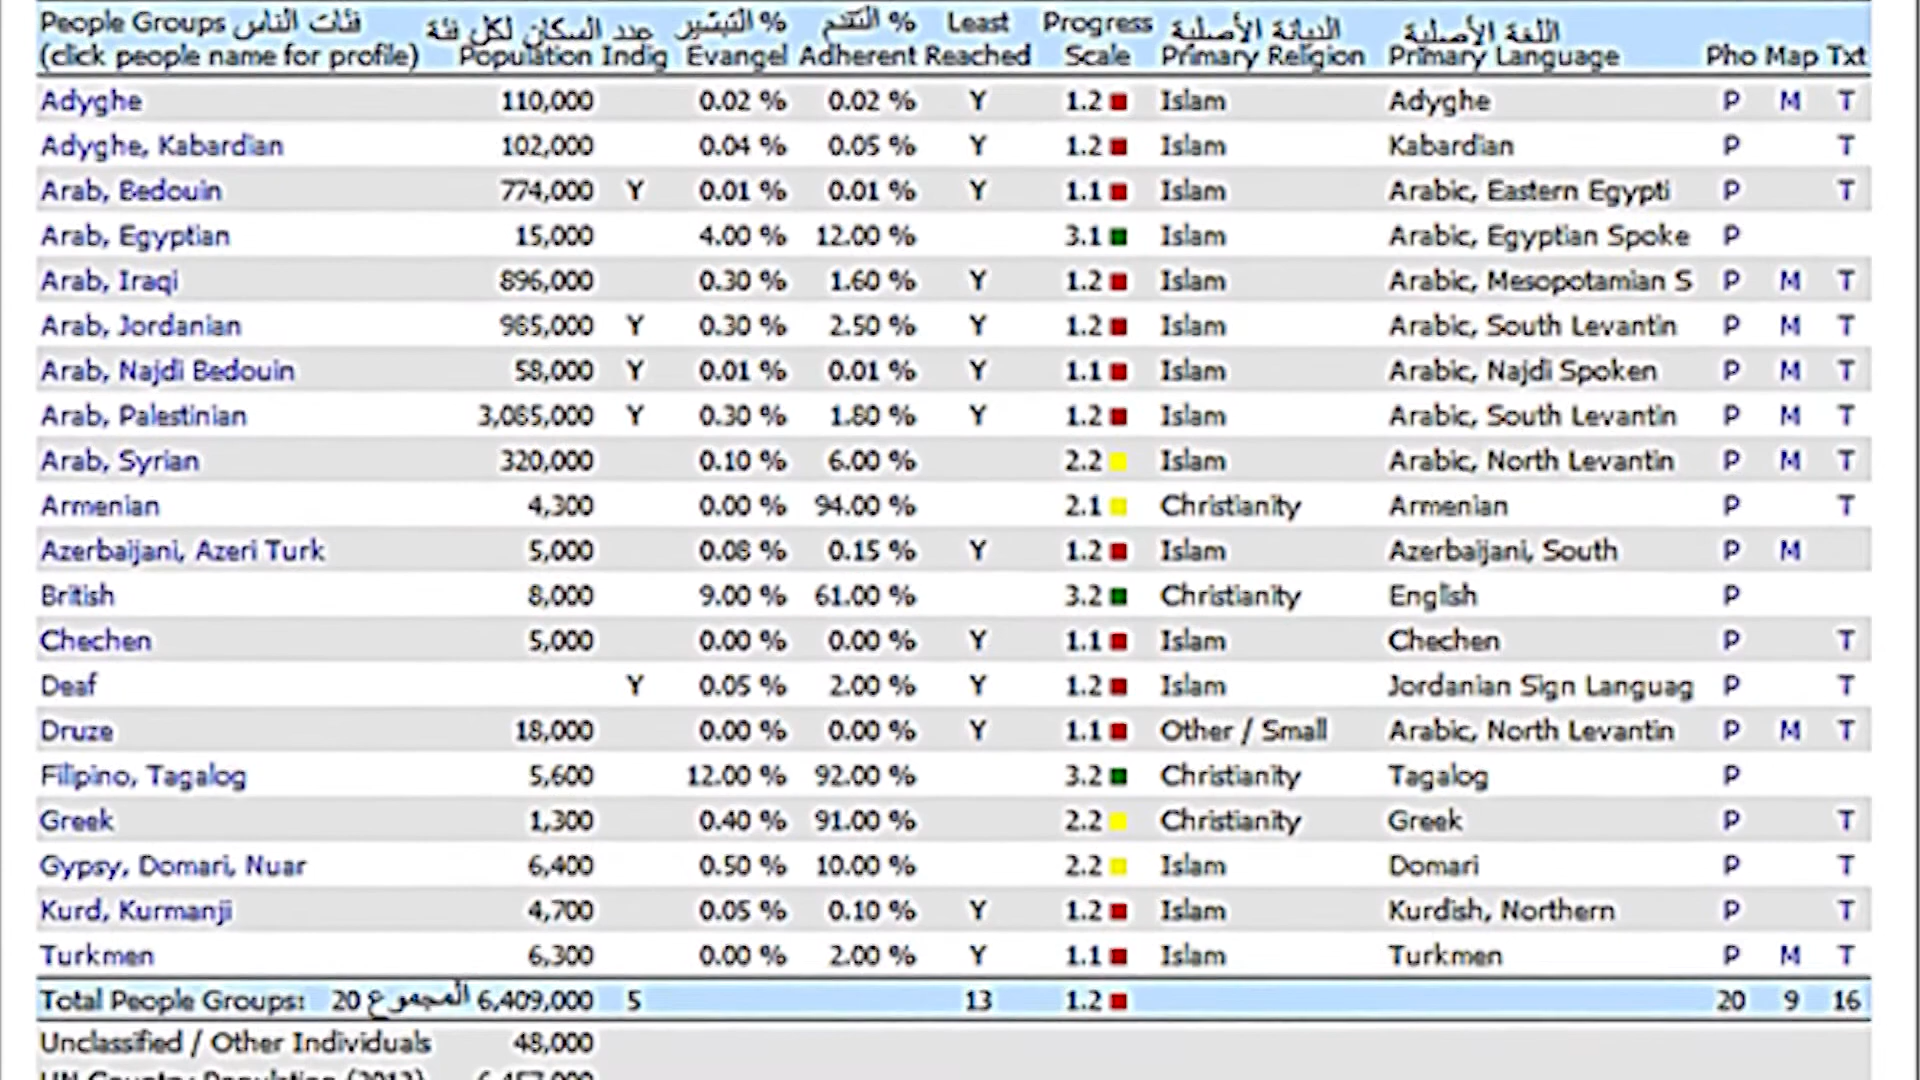 People Groups فئات الناس عدد السكان لكل فئة % التبشير % التقدم Least Progress الديانة الأصلية اللغة الأصلية
(click people name for profile) Population Indig Evangel Adherent Reached Scale Primary Religion Primary Language Pho Map Txt
Adyghe 110,000 0.02 % 0.02 % Y 1.2 Islam Adyghe P M T
Adyghe, Kabardian 102,000 0.04 % 0.05 % Y 1.2 Islam Kabardian P T
Arab, Bedouin 774,000 Y 0.01 % 0.01 % Y 1.1 Islam Arabic, Eastern Egypti P T
Arab, Egyptian 15,000 4.00 % 12.00 % 3.1 Islam Arabic, Egyptian Spoke P
Arab, Iraqi 896,000 0.30 % 1.60 % Y 1.2 Islam Arabic, Mesopotamian S P M T
Arab, Jordanian Y 0.30 % 2.50 % Y 1.2 Islam Arabic, South Levantin P M T
Arab, Najdi Bedouin 58,000 Y 0.01 % 0.01 % Y 1.1 Islam Arabic, Najdi Spoken P M T
Arab, Palestinian Y 0.30 % 1.80 % Y 1.2 Islam Arabic, South Levantin P M T
Arab, Syrian 320,000 0.10 % 6.00 % 2.2 Islam Arabic, North Levantin P M T
Armenian 4,300 0.00 % 94.00 % 2.1 Christianity Armenian P T
Azerbaijani, Azeri Turk 5,000 0.15 % Y 1.2 Islam Azerbaijani, South P M
British 8,000 9.00 % 61.00 % 3.2 Christianity English P
Chechen 5,000 0.00 % 0.00 % Y 1.1 Islam Chechen P T
Deaf Y 0.05 % 2.00 % Y 1.2 Islam Jordanian Sign Languag P T
Druze 18,000 0.00 % 0.00 % Y 1.1 Other / Small Arabic, North Levantin P M T
Filipino, Tagalog 5,600 12.00 % 92.00 % 3.2 Christianity Tagalog P
Greek 1,300 0.40 % 91.00 % 2.2 Christianity Greek P T
Gypsy, Domari, Nuar 6,400 0.50 % 10.00 % 2.2 Islam Domari P T
Kurd, Kurmanji 4,700 0.05 % 0.10 % Y 1.2 Islam Kurdish, Northern P T
Turkmen 6,300 0.00 % 2.00 % Y 1.1 Islam Turkmen P M T
Total People Groups: 20 المجموع 6,409,000 5 13 1.2 20 9 16
Unclassified / Other Individuals 48,000
UN Country Population (2012) 6,457,000